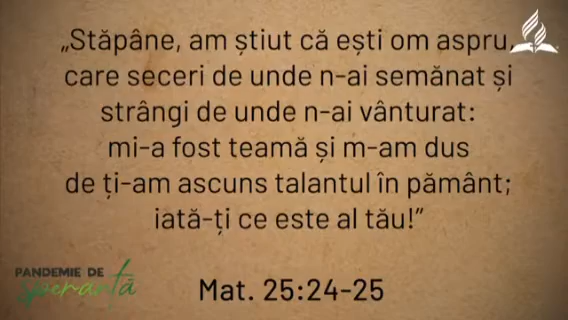 „Stăpâne, am știut că ești om aspru,
care seceri de unde n-ai semănat și
strângi de unde n-ai vânturat:
mi-a fost teamă și m-am dus
de ți-am ascuns talantul în pământ;
iată-ți ce este al tău!”
PANDEMIE DE
speranță
Mat. 25:24-25